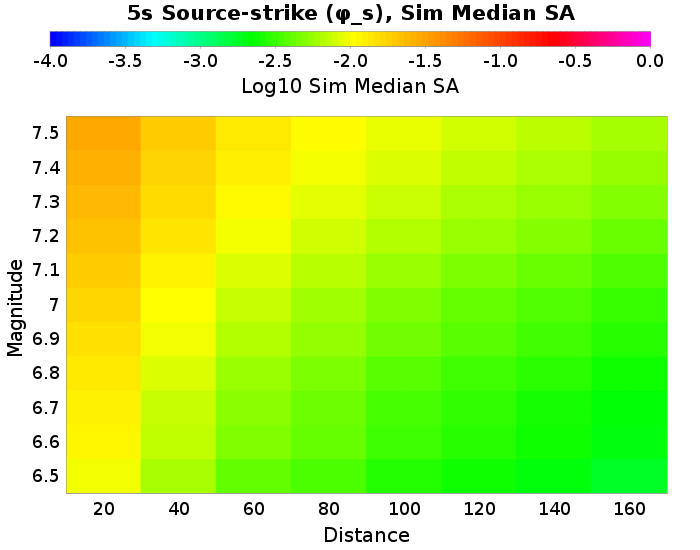 5s Source-strike (φ_s), Sim Median SA
-4.0 -3.5 -3.0 -2.5 -2.0 -1.5 -1.0 -0.5 0.0
Log10 Sim Median SA
7.5
7.4
7.3
7.2
7.1
7
6.9
6.8
6.7
6.6
6.5
Magnitude
20 40 60 80 100 120 140 160
Distance